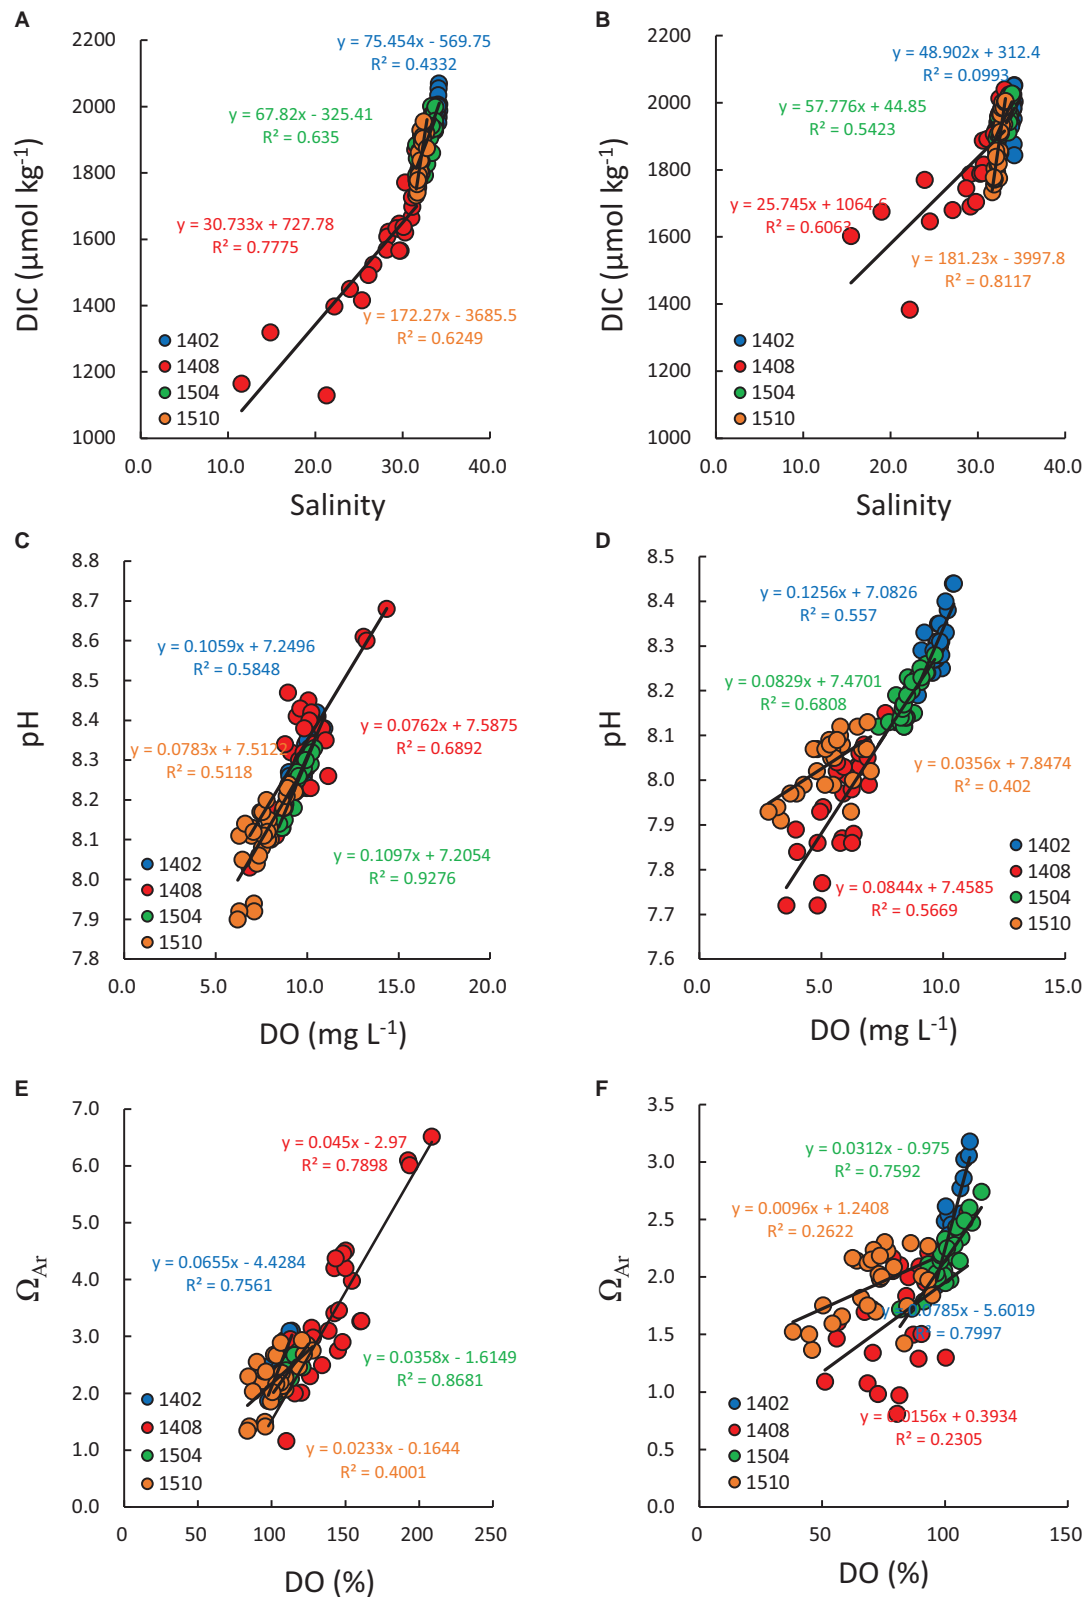 A
2200
2000
1800
1600
1400
1200
1000
0.0 10.0 20.0 30.0 40.0
DIC (µmol kg⁻¹)
Salinity
y = 75.454x - 569.75
R² = 0.4332
y = 67.82x - 325.41
R² = 0.635
y = 30.733x + 727.78
R² = 0.7775
y = 172.27x - 3685.5
R² = 0.6249
1402
1408
1504
1510
B
2200
2000
1800
1600
1400
1200
1000
0.0 10.0 20.0 30.0 40.0
DIC (µmol kg⁻¹)
Salinity
y = 48.902x + 312.4
R² = 0.0993
y = 57.776x + 44.85
R² = 0.5423
y = 25.745x + 1064.6
R² = 0.6063
y = 181.23x - 3997.8
R² = 0.8117
1402
1408
1504
1510
C
8.8
8.7
8.6
8.5
8.4
8.3
8.2
8.1
8.0
7.9
7.8
0.0 5.0 10.0 15.0 20.0
pH
DO (mg L⁻¹)
y = 0.1059x + 7.2496
R² = 0.5848
y = 0.0762x + 7.5875
R² = 0.6892
y = 0.0783x + 7.5122
R² = 0.5118
y = 0.1097x + 7.2054
R² = 0.9276
1402
1408
1504
1510
D
8.5
8.4
8.3
8.2
8.1
8.0
7.9
7.8
7.7
7.6
0.0 5.0 10.0 15.0
pH
DO (mg L⁻¹)
y = 0.1256x + 7.0826
R² = 0.557
y = 0.0829x + 7.4701
R² = 0.6808
y = 0.0356x + 7.8474
R² = 0.402
y = 0.0844x + 7.4585
R² = 0.5669
1402
1408
1504
1510
E
7.0
6.0
5.0
4.0
3.0
2.0
1.0
0.0
0 50 100 150 200 250
Ω_Ar
DO (%)
y = 0.045x - 2.97
R² = 0.7898
y = 0.0655x - 4.4284
R² = 0.7561
y = 0.0358x - 1.6149
R² = 0.8681
y = 0.0233x - 0.1644
R² = 0.4001
1402
1408
1504
1510
F
3.5
3.0
2.5
2.0
1.5
1.0
0.5
0.0
0 50 100 150
Ω_Ar
DO (%)
y = 0.0312x - 0.975
R² = 0.7592
y = 0.0096x + 1.2408
R² = 0.2622
y = 0.0785x - 5.6019
R² = 0.7997
y = 0.0156x + 0.3934
R² = 0.2305
1402
1408
1504
1510